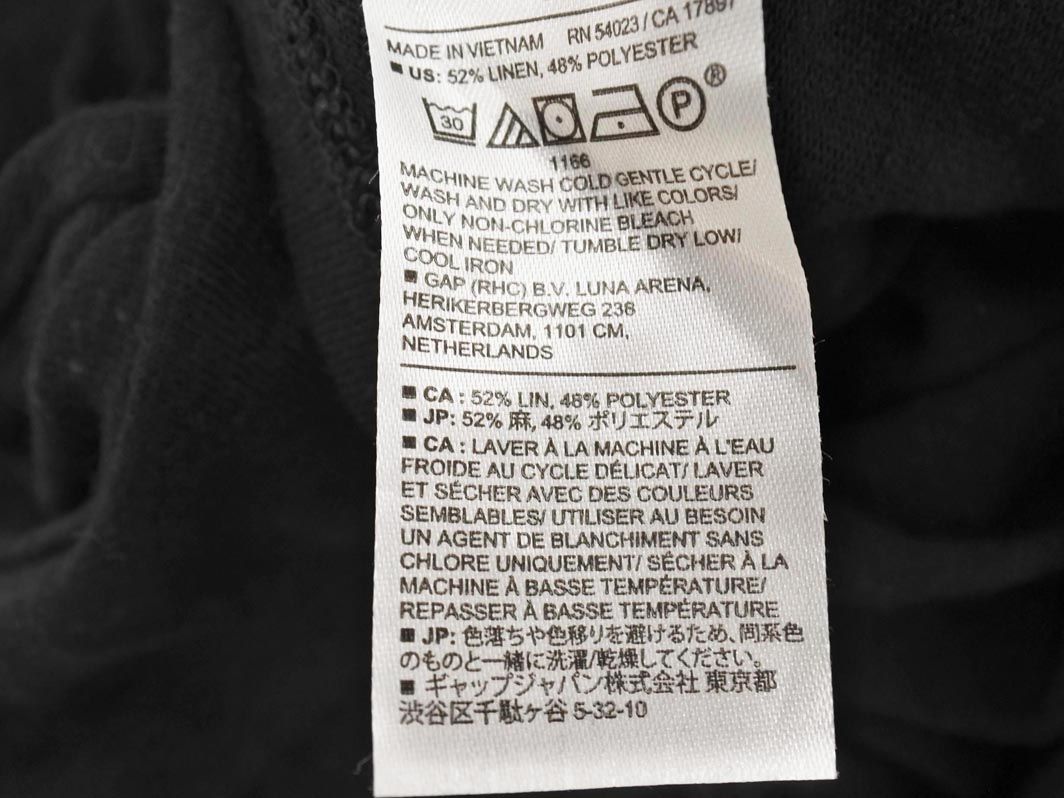 MADE IN VIETNAM RN 54023 / CA 17897
■ US: 52% LINEN, 48% POLYESTER
30 P ®
1166
MACHINE WASH COLD GENTLE CYCLE/
WASH AND DRY WITH LIKE COLORS/
ONLY NON-CHLORINE BLEACH
WHEN NEEDED/ TUMBLE DRY LOW/
COOL IRON
■ GAP (RHC) B.V. LUNA ARENA,
HERIKERBERGWEG 238
AMSTERDAM, 1101 CM,
NETHERLANDS
■ CA : 52% LIN, 48% POLYESTER
■ JP: 52% 麻, 48% ポリエステル
■ CA : LAVER À LA MACHINE À L'EAU
FROIDE AU CYCLE DÉLICAT/ LAVER
ET SÉCHER AVEC DES COULEURS
SEMBLABLES/ UTILISER AU BESOIN
UN AGENT DE BLANCHIMENT SANS
CHLORE UNIQUEMENT/ SÉCHER À LA
MACHINE À BASSE TEMPÉRATURE/
REPASSER À BASSE TEMPÉRATURE
■ JP: 色落ちや色移りを避けるため、同系色
のものと一緒に洗濯/乾燥してください。
■ ギャップジャパン株式会社 東京都
渋谷区千駄ヶ谷 5-32-10